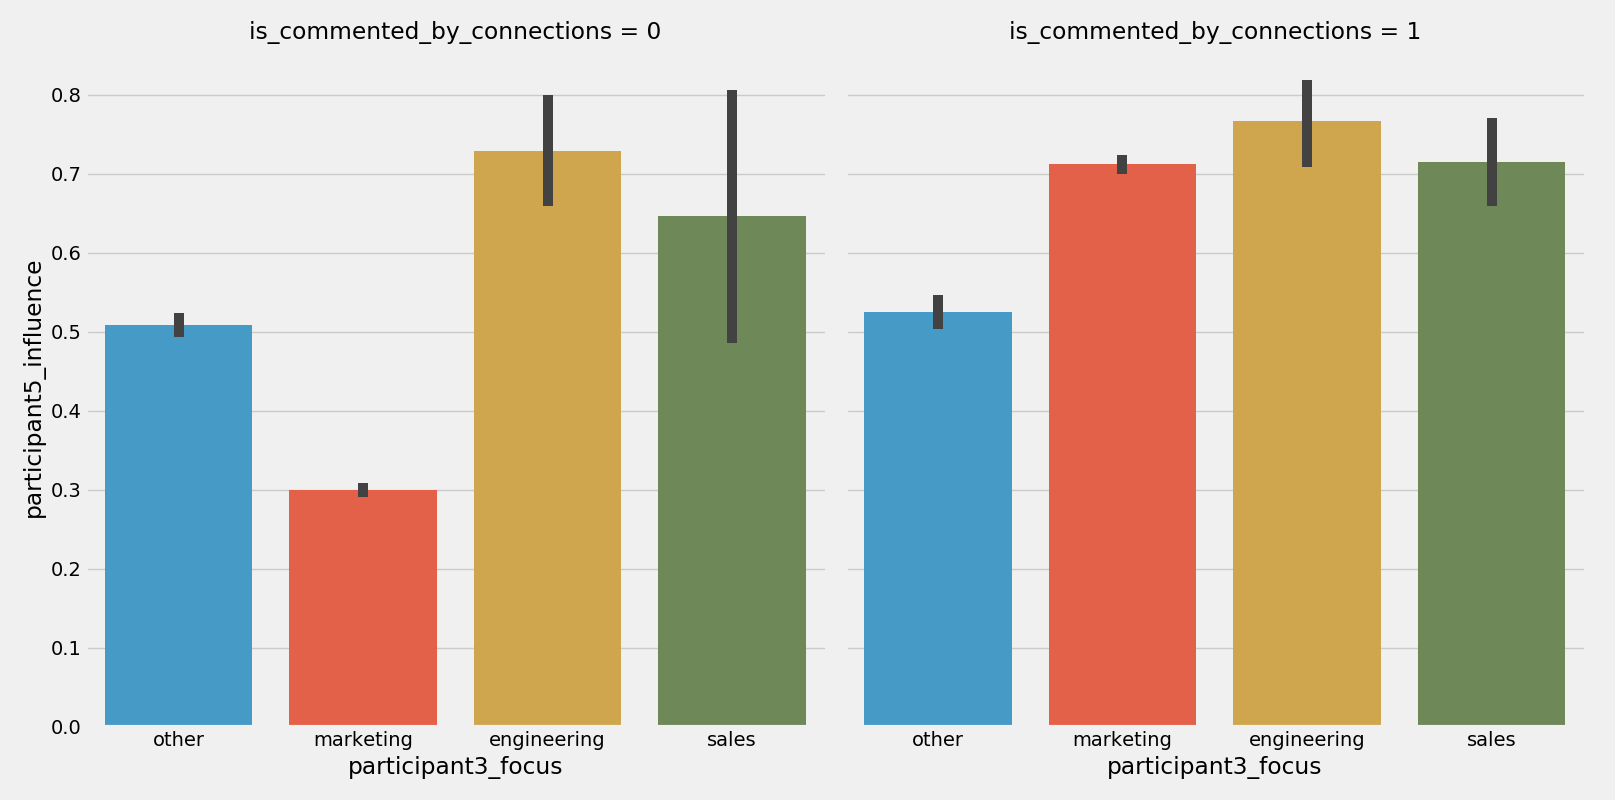 is_commented_by_connections = 0
is_commented_by_connections = 1
participant5_influence
0.8
0.7
0.6
0.5
0.4
0.3
0.2
0.1
0.0
other marketing engineering sales
other marketing engineering sales
participant3_focus
participant3_focus